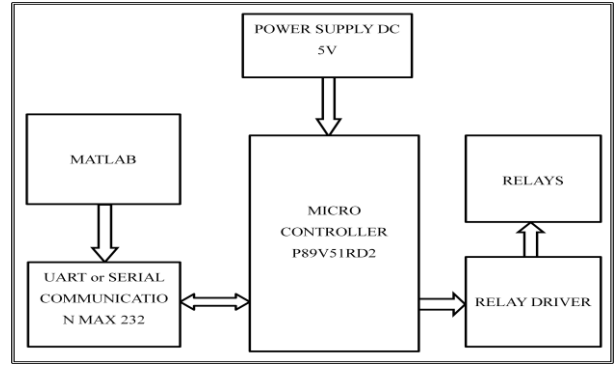 POWER SUPPLY DC
5V
MATLAB
MICRO
CONTROLLER
P89V51RD2
RELAYS
UART or SERIAL
COMMUNICATIO
N MAX 232
RELAY DRIVER